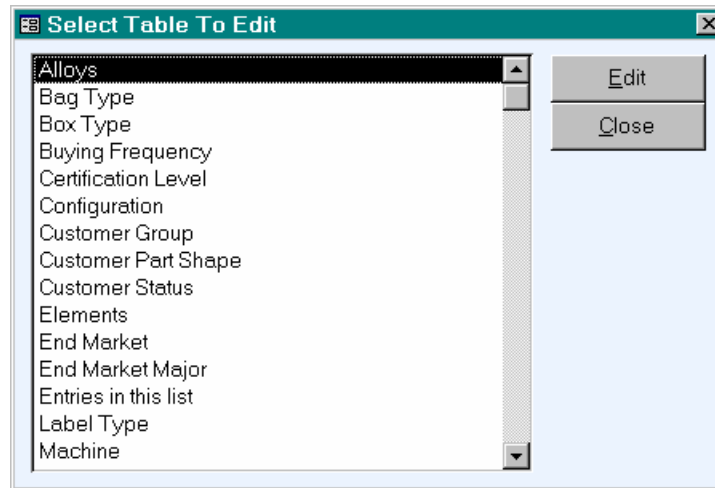 Select Table To Edit
Alloys
Bag Type
Box Type
Buying Frequency
Certification Level
Configuration
Customer Group
Customer Part Shape
Customer Status
Elements
End Market
End Market Major
Entries in this list
Label Type
Machine
Edit
Close